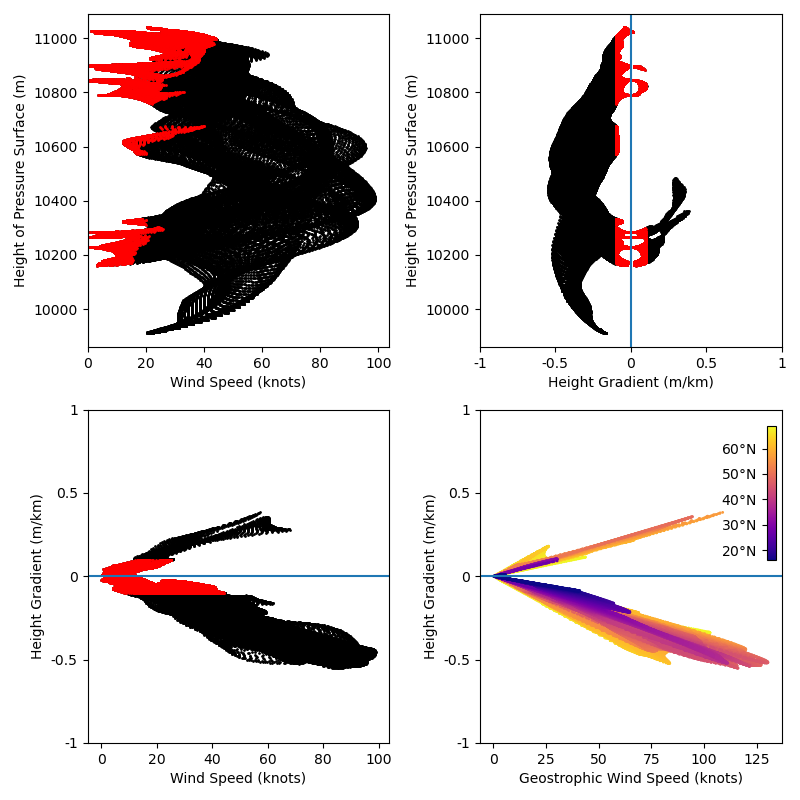 11000
10800
10600
10400
10200
10000
Height of Pressure Surface (m)
0 20 40 60 80 100
Wind Speed (knots)
11000
10800
10600
10400
10200
10000
Height of Pressure Surface (m)
-1 -0.5 0 0.5 1
Height Gradient (m/km)
1
0.5
0
-0.5
-1
Height Gradient (m/km)
0 20 40 60 80 100
Wind Speed (knots)
1
0.5
0
-0.5
-1
Height Gradient (m/km)
60°N
50°N
40°N
30°N
20°N
0 25 50 75 100 125
Geostrophic Wind Speed (knots)